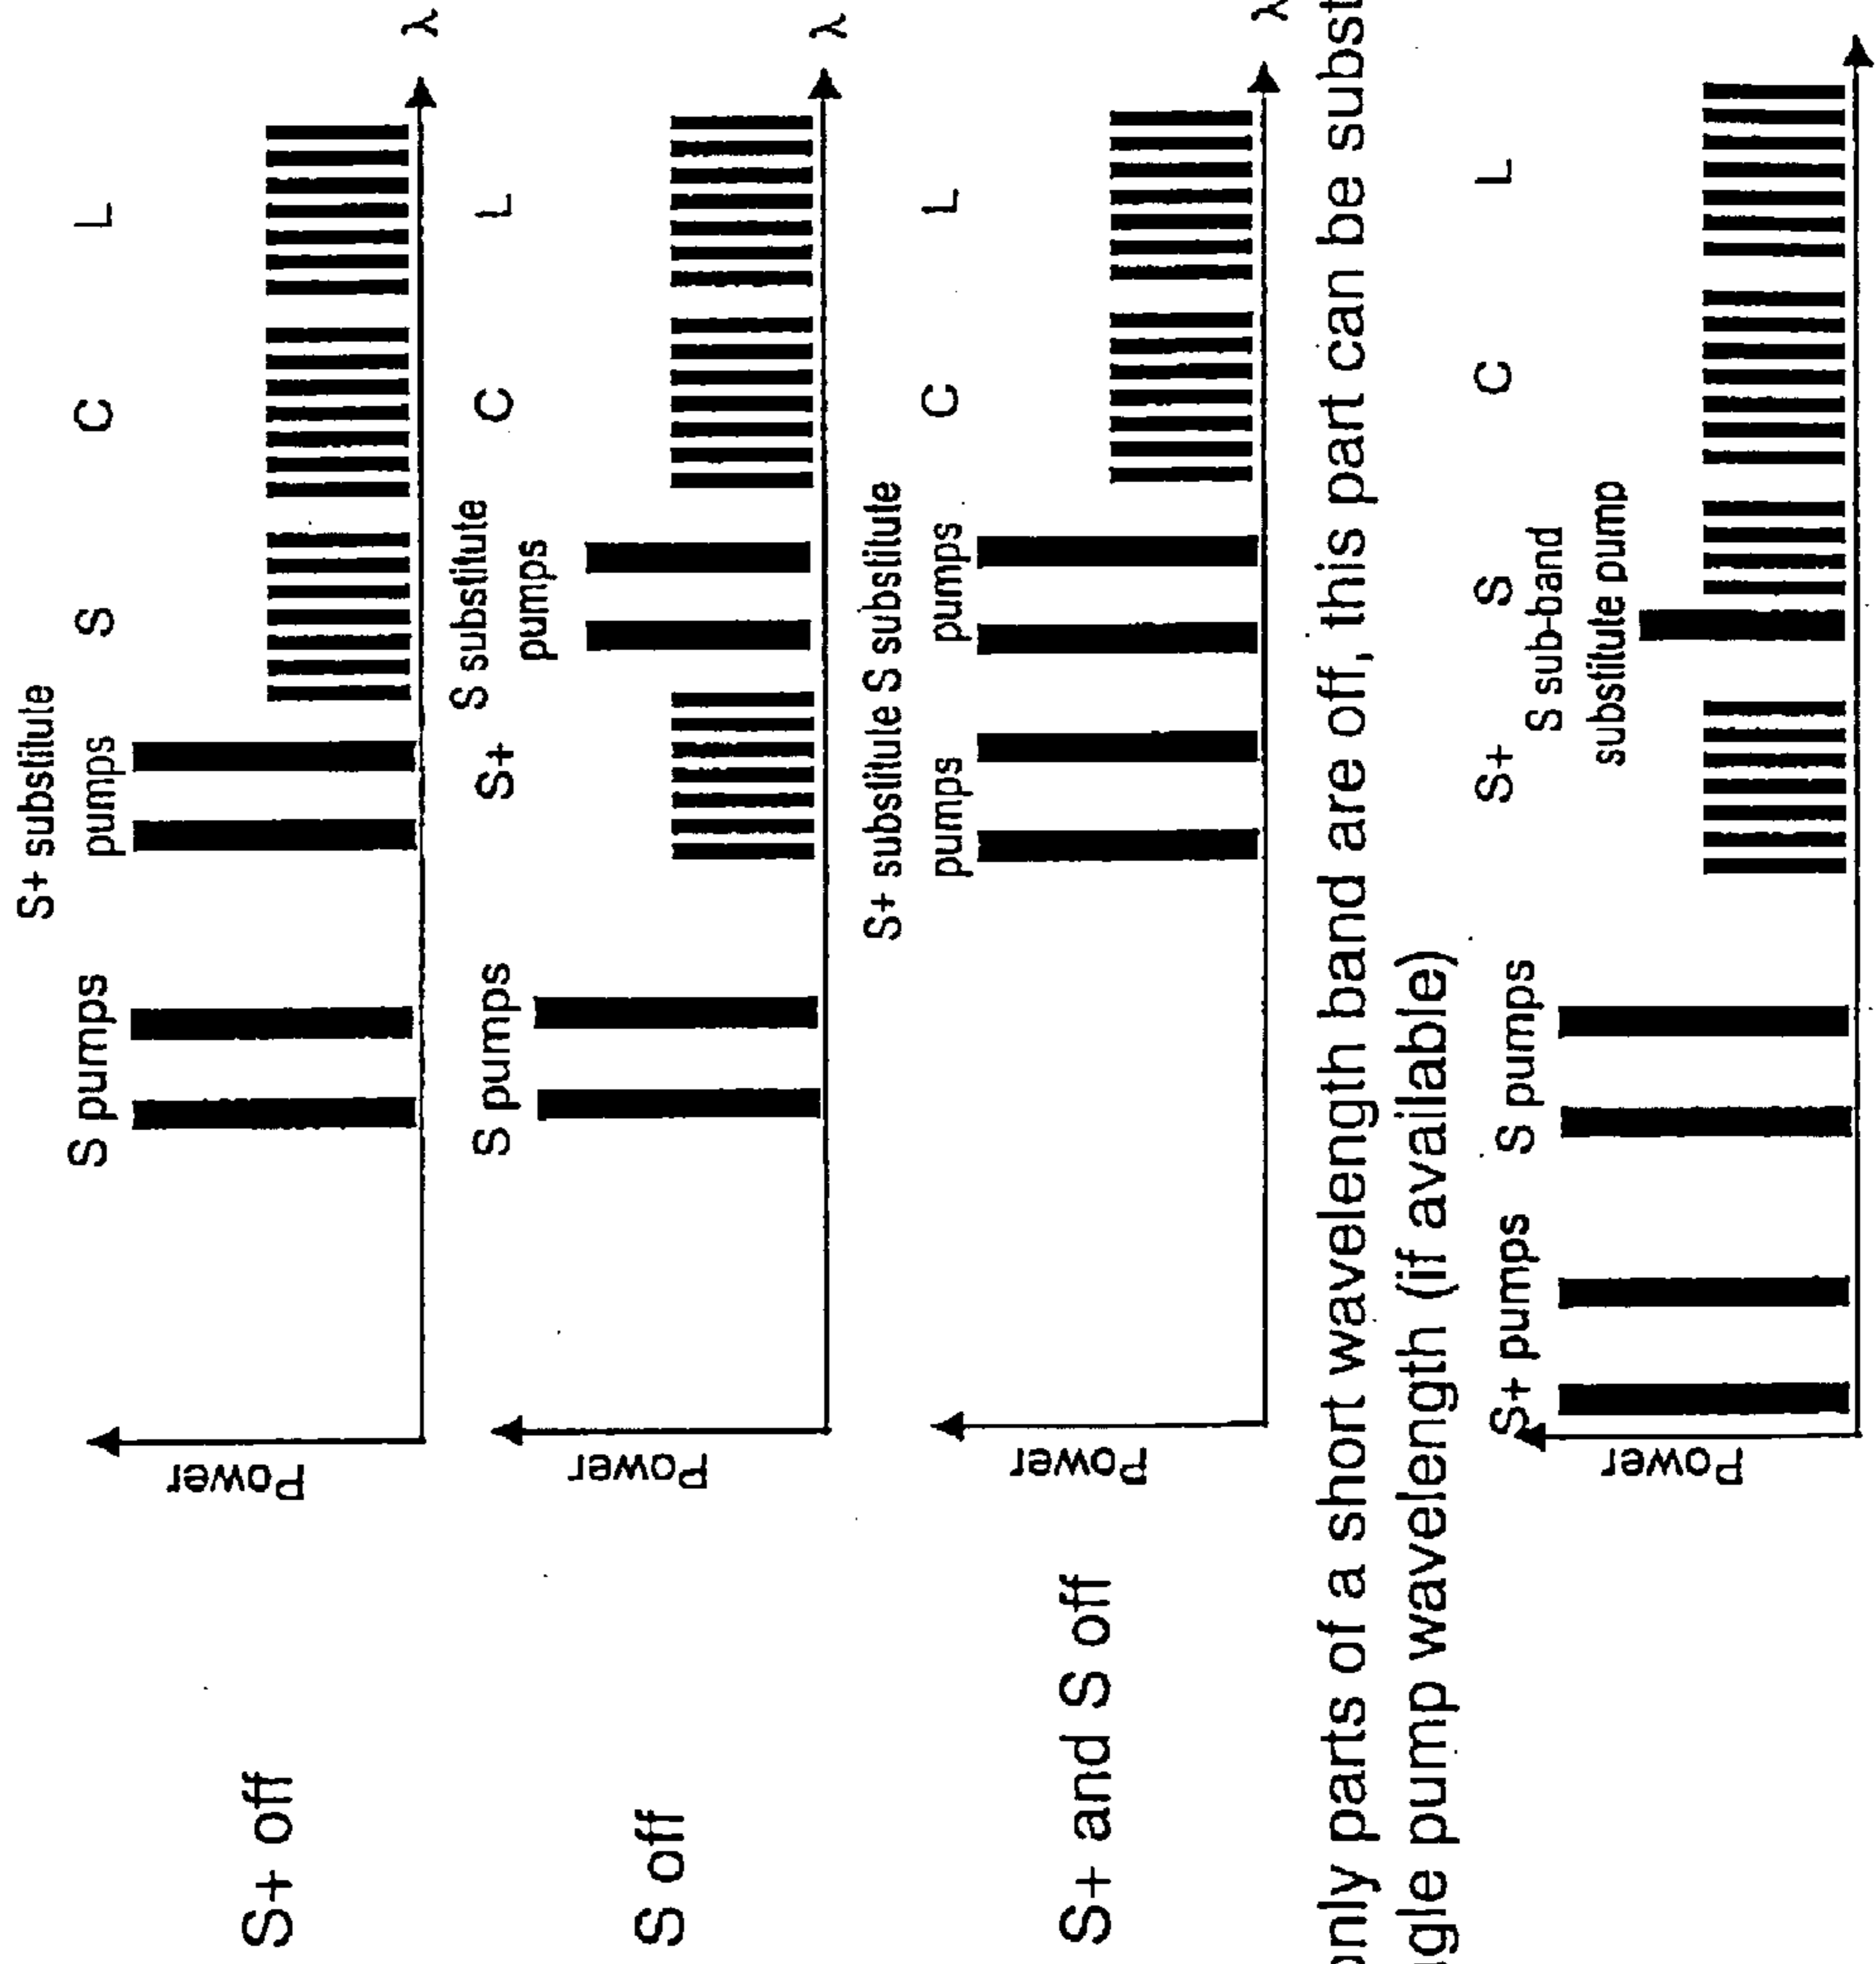 S+ substitute
S pumps pumps S C L
S+ off
Power
λ
S substitute
S pumps S+ pumps C L
S off
Power
λ
S+ substitute S substitute
pumps pumps C L
S+ and S off
Power
λ
only parts of a short wavelength band are off, this part can be subst
ngle pump wavelength (if available)
S+ pumps S pumps S+ S C L
S sub-band
substitute pump
Power